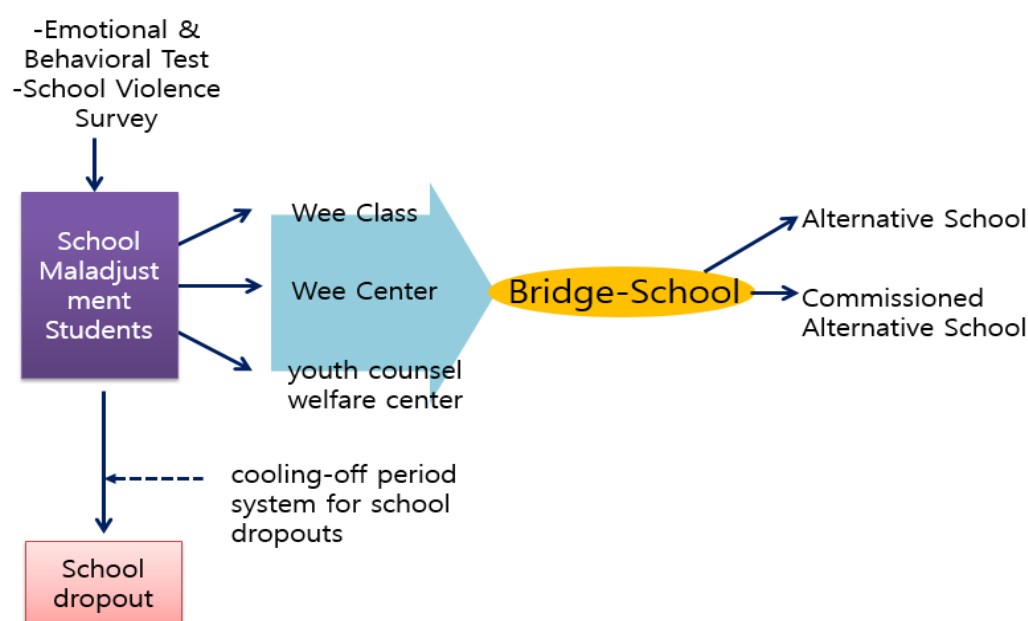 -Emotional &
Behavioral Test
-School Violence
Survey
School
Maladjust
ment
Students
Wee Class
Wee Center
youth counsel
welfare center
Bridge-School
Alternative School
Commissioned
Alternative School
cooling-off period
system for school
dropouts
School
dropout